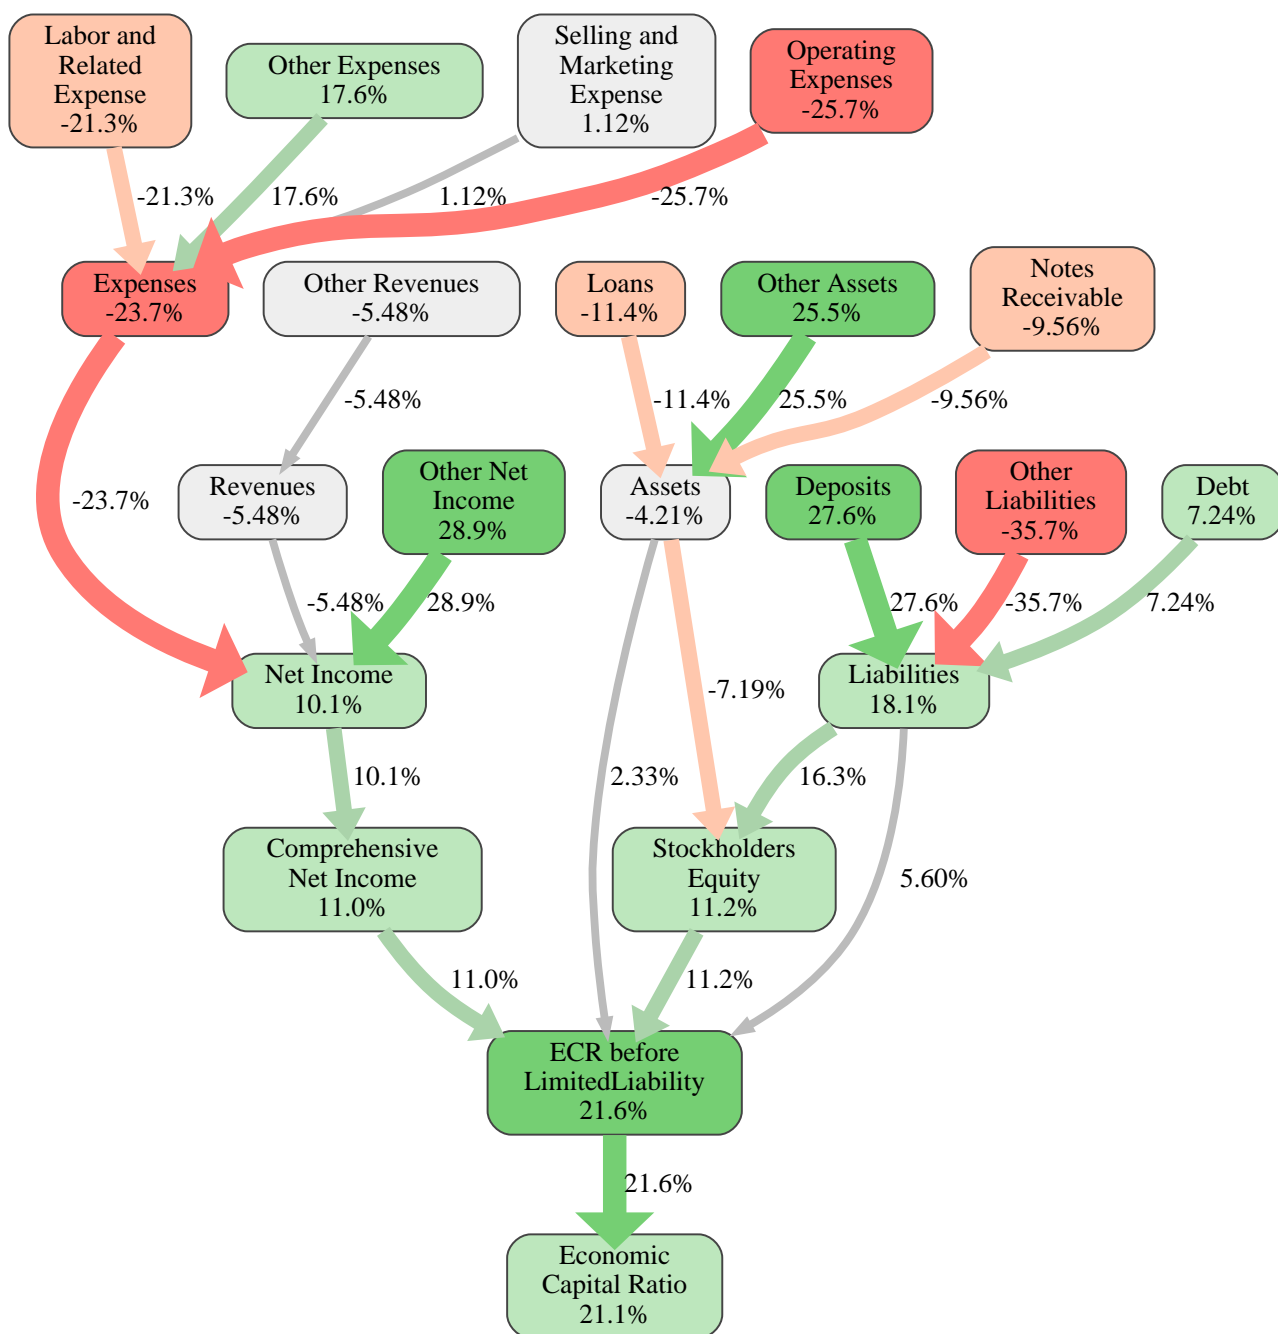 Labor and
Related
Expense
-21.3%
Other Expenses
17.6%
Selling and
Marketing
Expense
1.12%
Operating
Expenses
-25.7%
-21.3%
17.6%
1.12%
-25.7%
Expenses
-23.7%
Other Revenues
-5.48%
Loans
-11.4%
Other Assets
25.5%
Notes
Receivable
-9.56%
-5.48%
-11.4%
25.5%
-9.56%
-23.7%
Revenues
-5.48%
Other Net
Income
28.9%
Assets
-4.21%
Deposits
27.6%
Other
Liabilities
-35.7%
Debt
7.24%
-5.48%
28.9%
27.6%
-35.7%
7.24%
Net Income
10.1%
-7.19%
Liabilities
18.1%
10.1%
2.33%
16.3%
Comprehensive
Net Income
11.0%
Stockholders
Equity
11.2%
5.60%
11.0%
11.2%
ECR before
LimitedLiability
21.6%
21.6%
Economic
Capital Ratio
21.1%